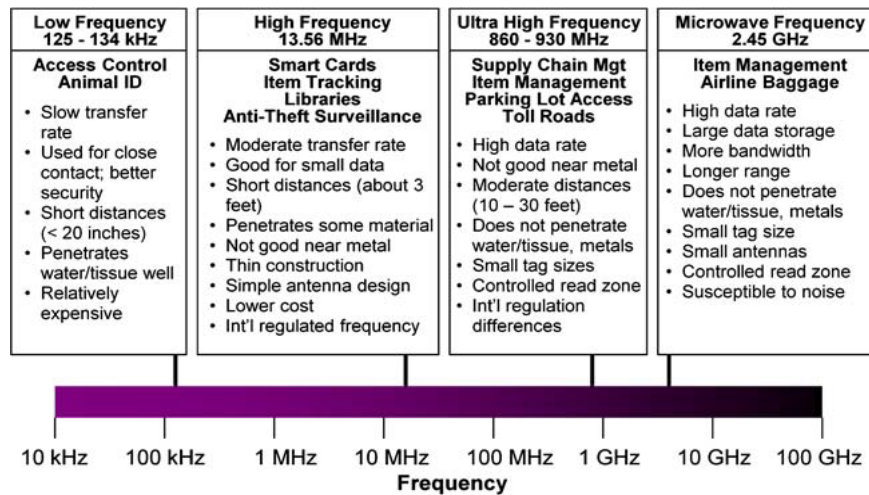 Low Frequency
125 - 134 kHz
Access Control
Animal ID
• Slow transfer
rate
• Used for close
contact; better
security
• Short distances
(< 20 inches)
• Penetrates
water/tissue well
• Relatively
expensive
High Frequency
13.56 MHz
Smart Cards
Item Tracking
Libraries
Anti-Theft Surveillance
• Moderate transfer rate
• Good for small data
• Short distances (about 3
feet)
• Penetrates some material
• Not good near metal
• Thin construction
• Simple antenna design
• Lower cost
• Int'l regulated frequency
Ultra High Frequency
860 - 930 MHz
Supply Chain Mgt
Item Management
Parking Lot Access
Toll Roads
• High data rate
• Not good near metal
• Moderate distances
(10 – 30 feet)
• Does not penetrate
water/tissue, metals
• Small tag sizes
• Controlled read zone
• Int'l regulation
differences
Microwave Frequency
2.45 GHz
Item Management
Airline Baggage
• High data rate
• Large data storage
• More bandwidth
• Longer range
• Does not penetrate
water/tissue, metals
• Small tag size
• Small antennas
• Controlled read zone
• Susceptible to noise
10 kHz 100 kHz 1 MHz 10 MHz 100 MHz 1 GHz 10 GHz 100 GHz
Frequency